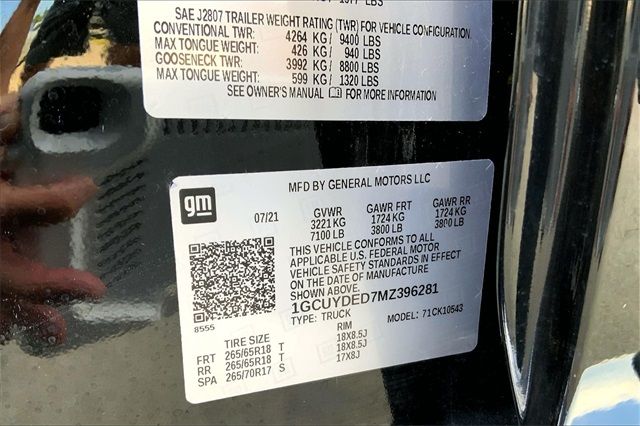 LBS
SAE J2807 TRAILER WEIGHT RATING (TWR) FOR VEHICLE CONFIGURATION
CONVENTIONAL TWR: 4264 KG / 9400 LBS
MAX TONGUE WEIGHT: 426 KG / 940 LBS
GOOSENECK TWR: 3992 KG / 8800 LBS
MAX TONGUE WEIGHT: 599 KG / 1320 LBS
SEE OWNER'S MANUAL FOR MORE INFORMATION
gm
MFD BY GENERAL MOTORS LLC
07/21 GVWR GAWR FRT GAWR RR
3221 KG 1724 KG 1724 KG
7100 LB 3800 LB 3800 LB
THIS VEHICLE CONFORMS TO ALL
APPLICABLE U.S. FEDERAL MOTOR
VEHICLE SAFETY STANDARDS IN EFFECT
ON THE DATE OF MANUFACTURE
SHOWN ABOVE.
1GCUYDED7MZ396281
8555 TYPE: TRUCK MODEL: 71CK10543
TIRE SIZE RIM
FRT 265/65R18 T 18X8.5J
RR 265/65R18 T 18X8.5J
SPA 265/70R17 S 17X8J